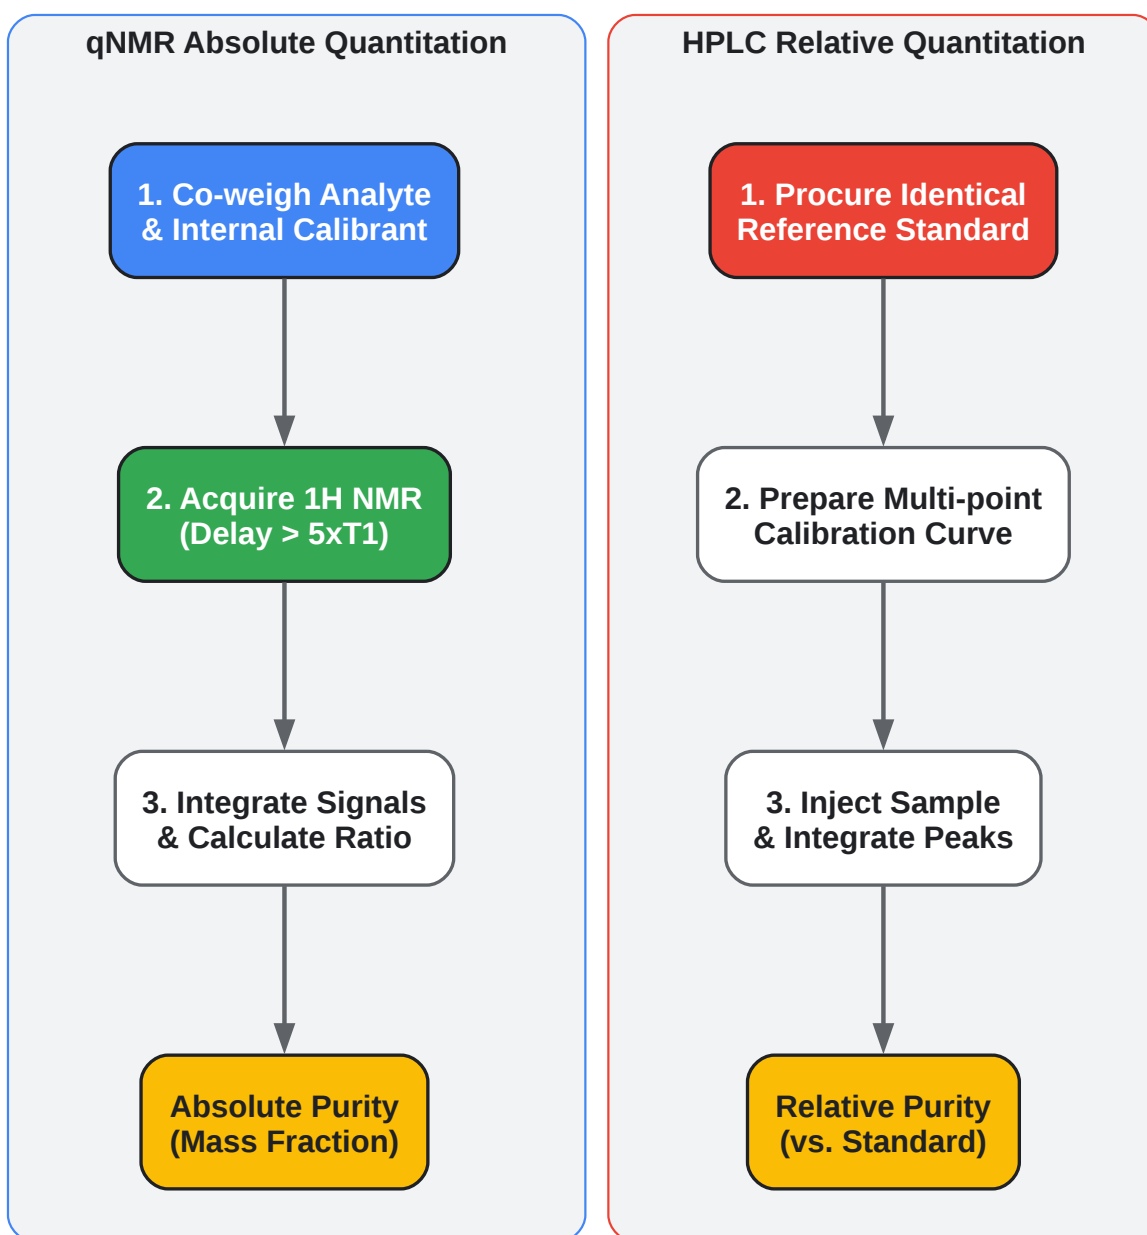 qNMR Absolute Quantitation
1. Co-weigh Analyte
& Internal Calibrant
2. Acquire 1H NMR
(Delay > 5xT1)
3. Integrate Signals
& Calculate Ratio
Absolute Purity
(Mass Fraction)
HPLC Relative Quantitation
1. Procure Identical
Reference Standard
2. Prepare Multi-point
Calibration Curve
3. Inject Sample
& Integrate Peaks
Relative Purity
(vs. Standard)